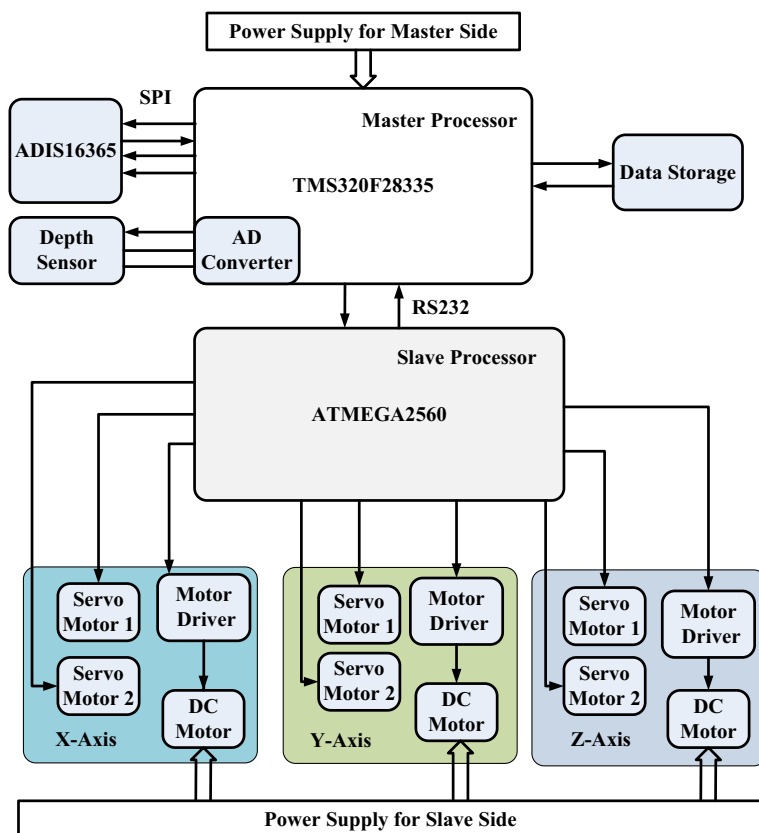 Power Supply for Master Side
SPI
Master Processor
ADIS16365
TMS320F28335
Data Storage
Depth
Sensor
AD
Converter
RS232
Slave Processor
ATMEGA2560
Servo
Motor 1
Motor
Driver
Servo
Motor 2
DC
Motor
X-Axis
Servo
Motor 1
Motor
Driver
Servo
Motor 2
DC
Motor
Y-Axis
Servo
Motor 1
Motor
Driver
Servo
Motor 2
DC
Motor
Z-Axis
Power Supply for Slave Side